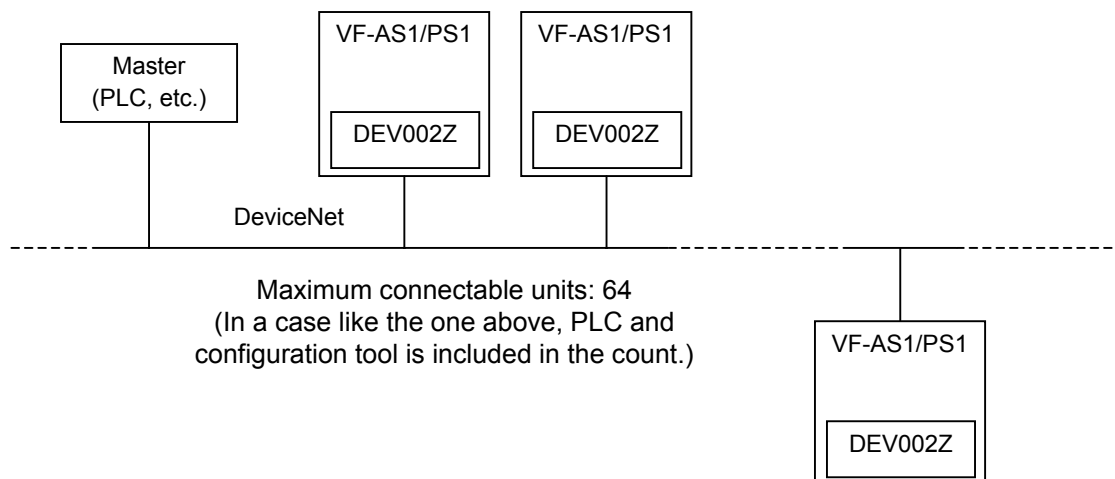 VF-AS1/PS1
VF-AS1/PS1
Master
(PLC, etc.)
DEV002Z
DEV002Z
DeviceNet
Maximum connectable units: 64
(In a case like the one above, PLC and
configuration tool is included in the count.)
VF-AS1/PS1
DEV002Z